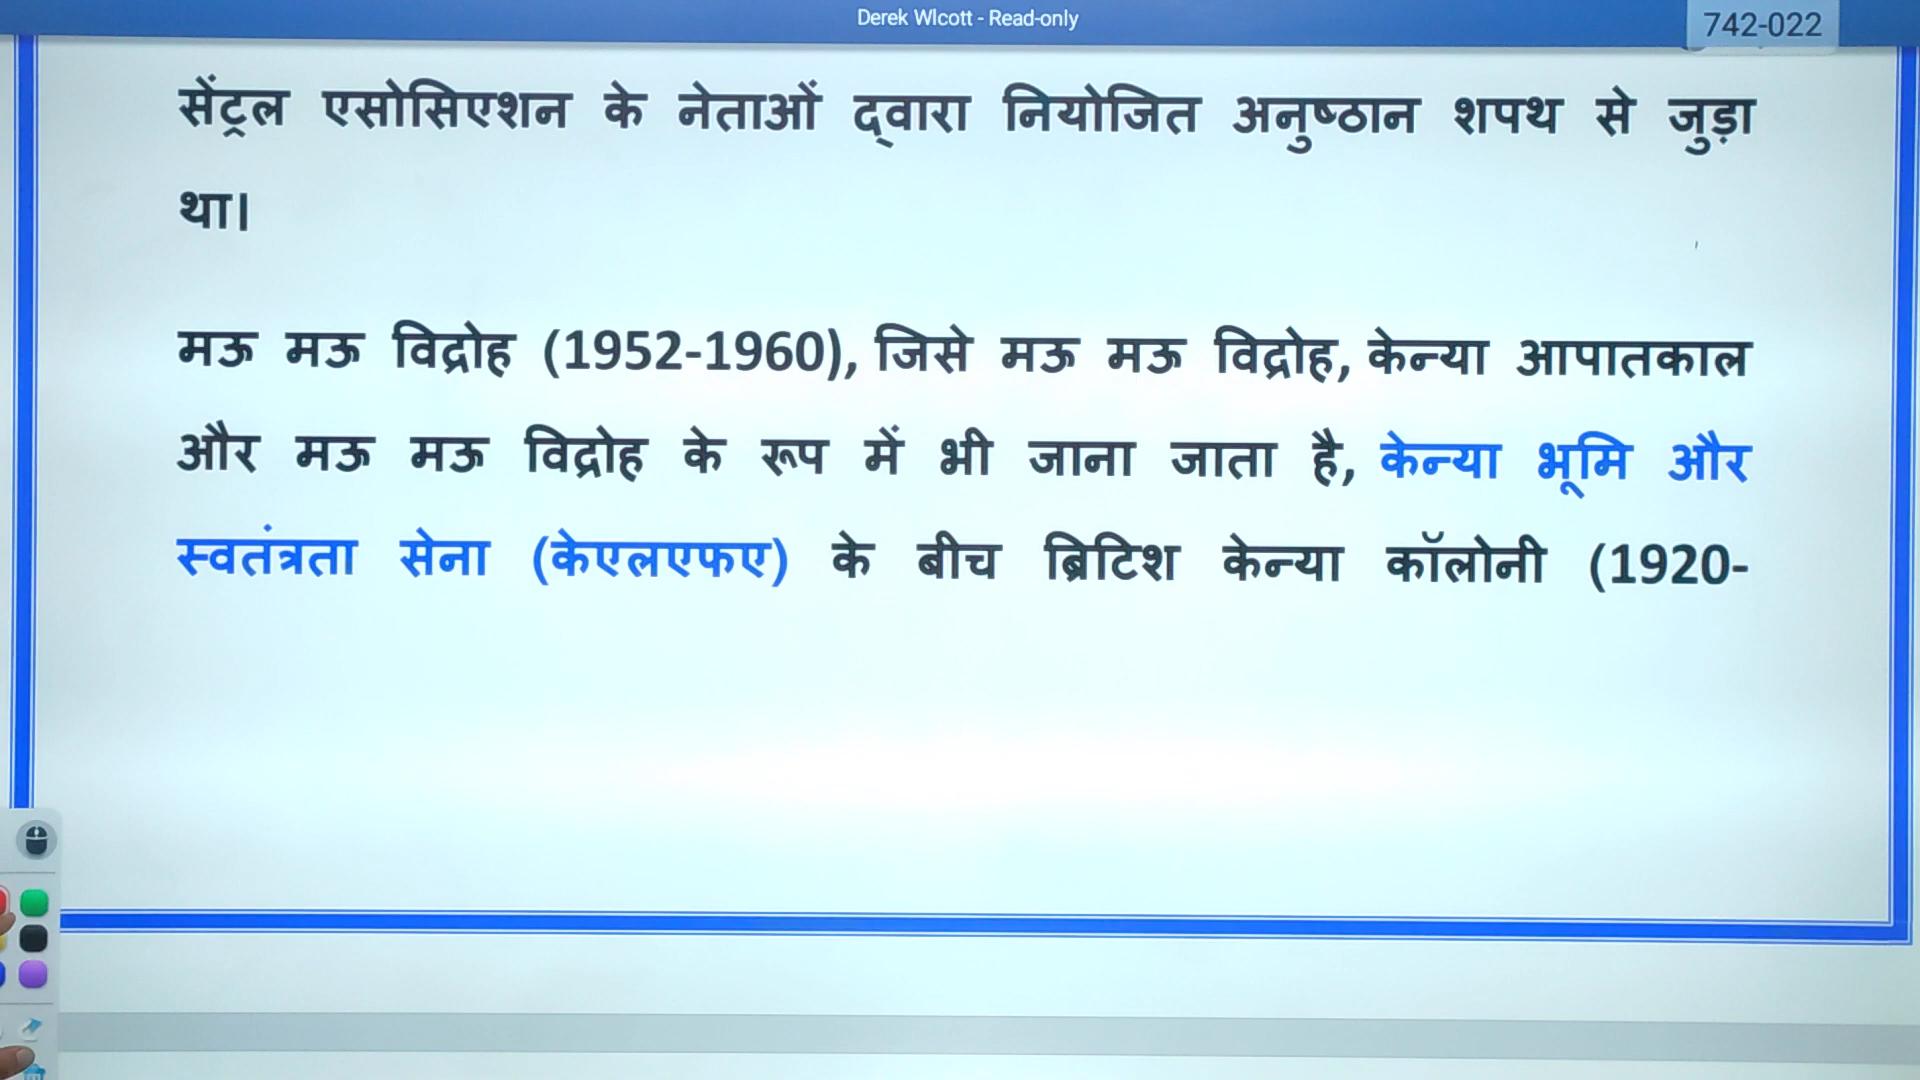 Derek Wlcott - Read-only
742-022
सेंट्रल एसोसिएशन के नेताओं द्वारा नियोजित अनुष्ठान शपथ से जुड़ा
था।
मऊ मऊ विद्रोह (1952-1960), जिसे मऊ मऊ विद्रोह, केन्या आपातकाल
और मऊ मऊ विद्रोह के रूप में भी जाना जाता है, केन्या भूमि और
स्वतंत्रता सेना (केएलएफए) के बीच ब्रिटिश केन्या कॉलोनी (1920-